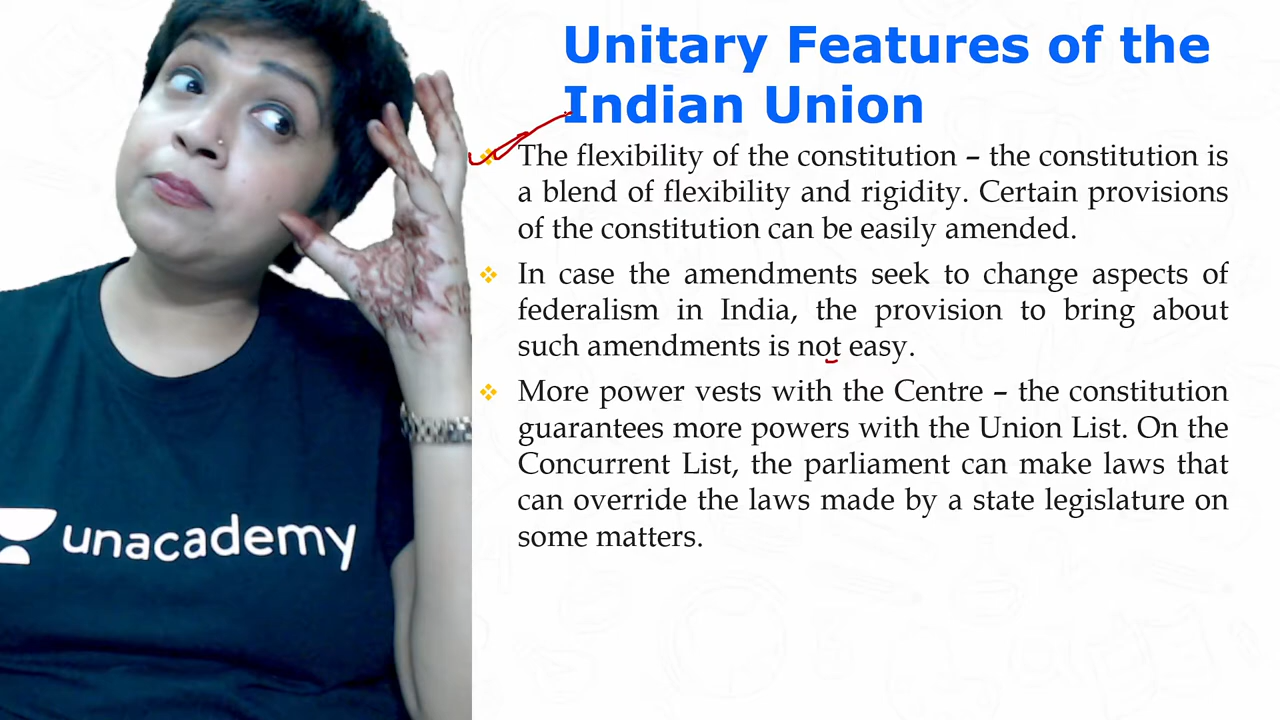 Unitary Features of the
Indian Union
❖ The flexibility of the constitution – the constitution is
a blend of flexibility and rigidity. Certain provisions
of the constitution can be easily amended.
❖ In case the amendments seek to change aspects of
federalism in India, the provision to bring about
such amendments is not easy.
❖ More power vests with the Centre – the constitution
guarantees more powers with the Union List. On the
Concurrent List, the parliament can make laws that
can override the laws made by a state legislature on
some matters.
unacademy